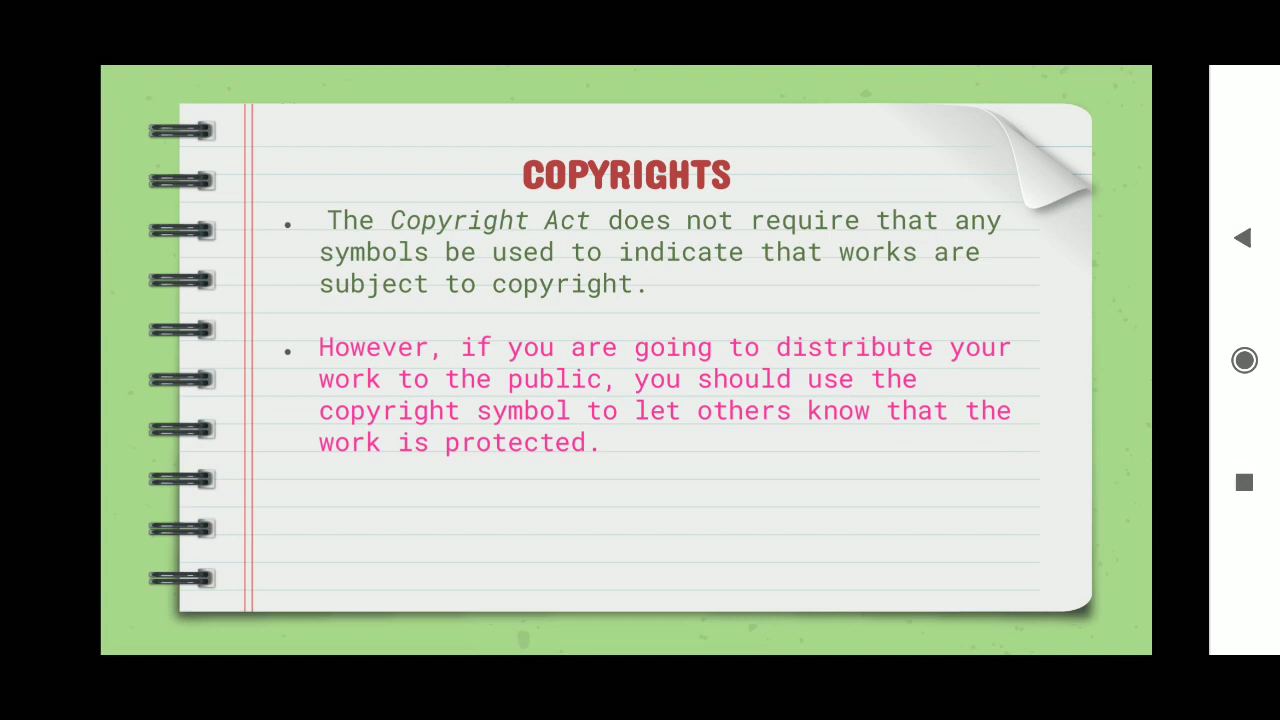 COPYRIGHTS
• The Copyright Act does not require that any
symbols be used to indicate that works are
subject to copyright.
• However, if you are going to distribute your
work to the public, you should use the
copyright symbol to let others know that the
work is protected.